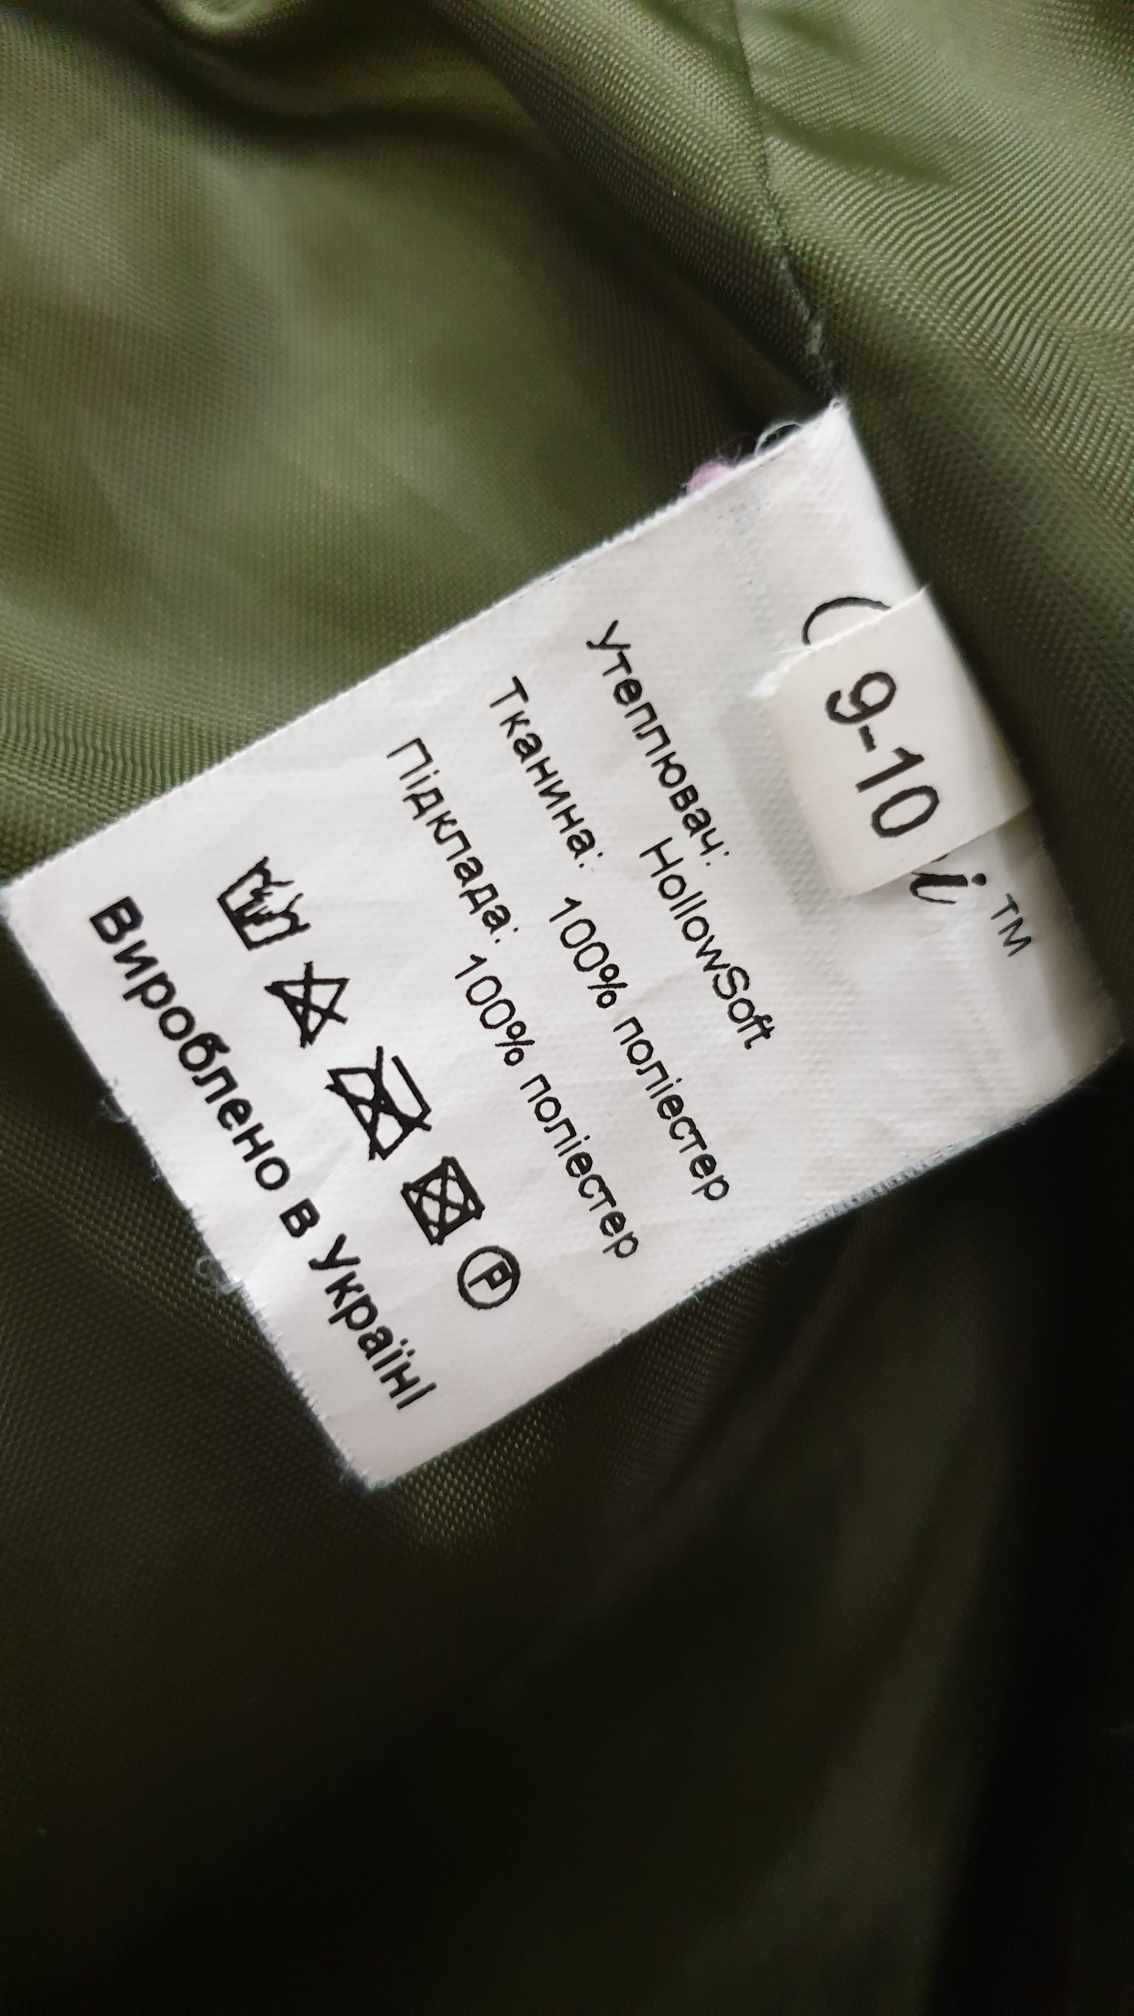 9-10
™
Утеплювач:
HollowSoft
Тканина:
100% поліестер
Підклада:
100% поліестер
P
Вироблено в Україні